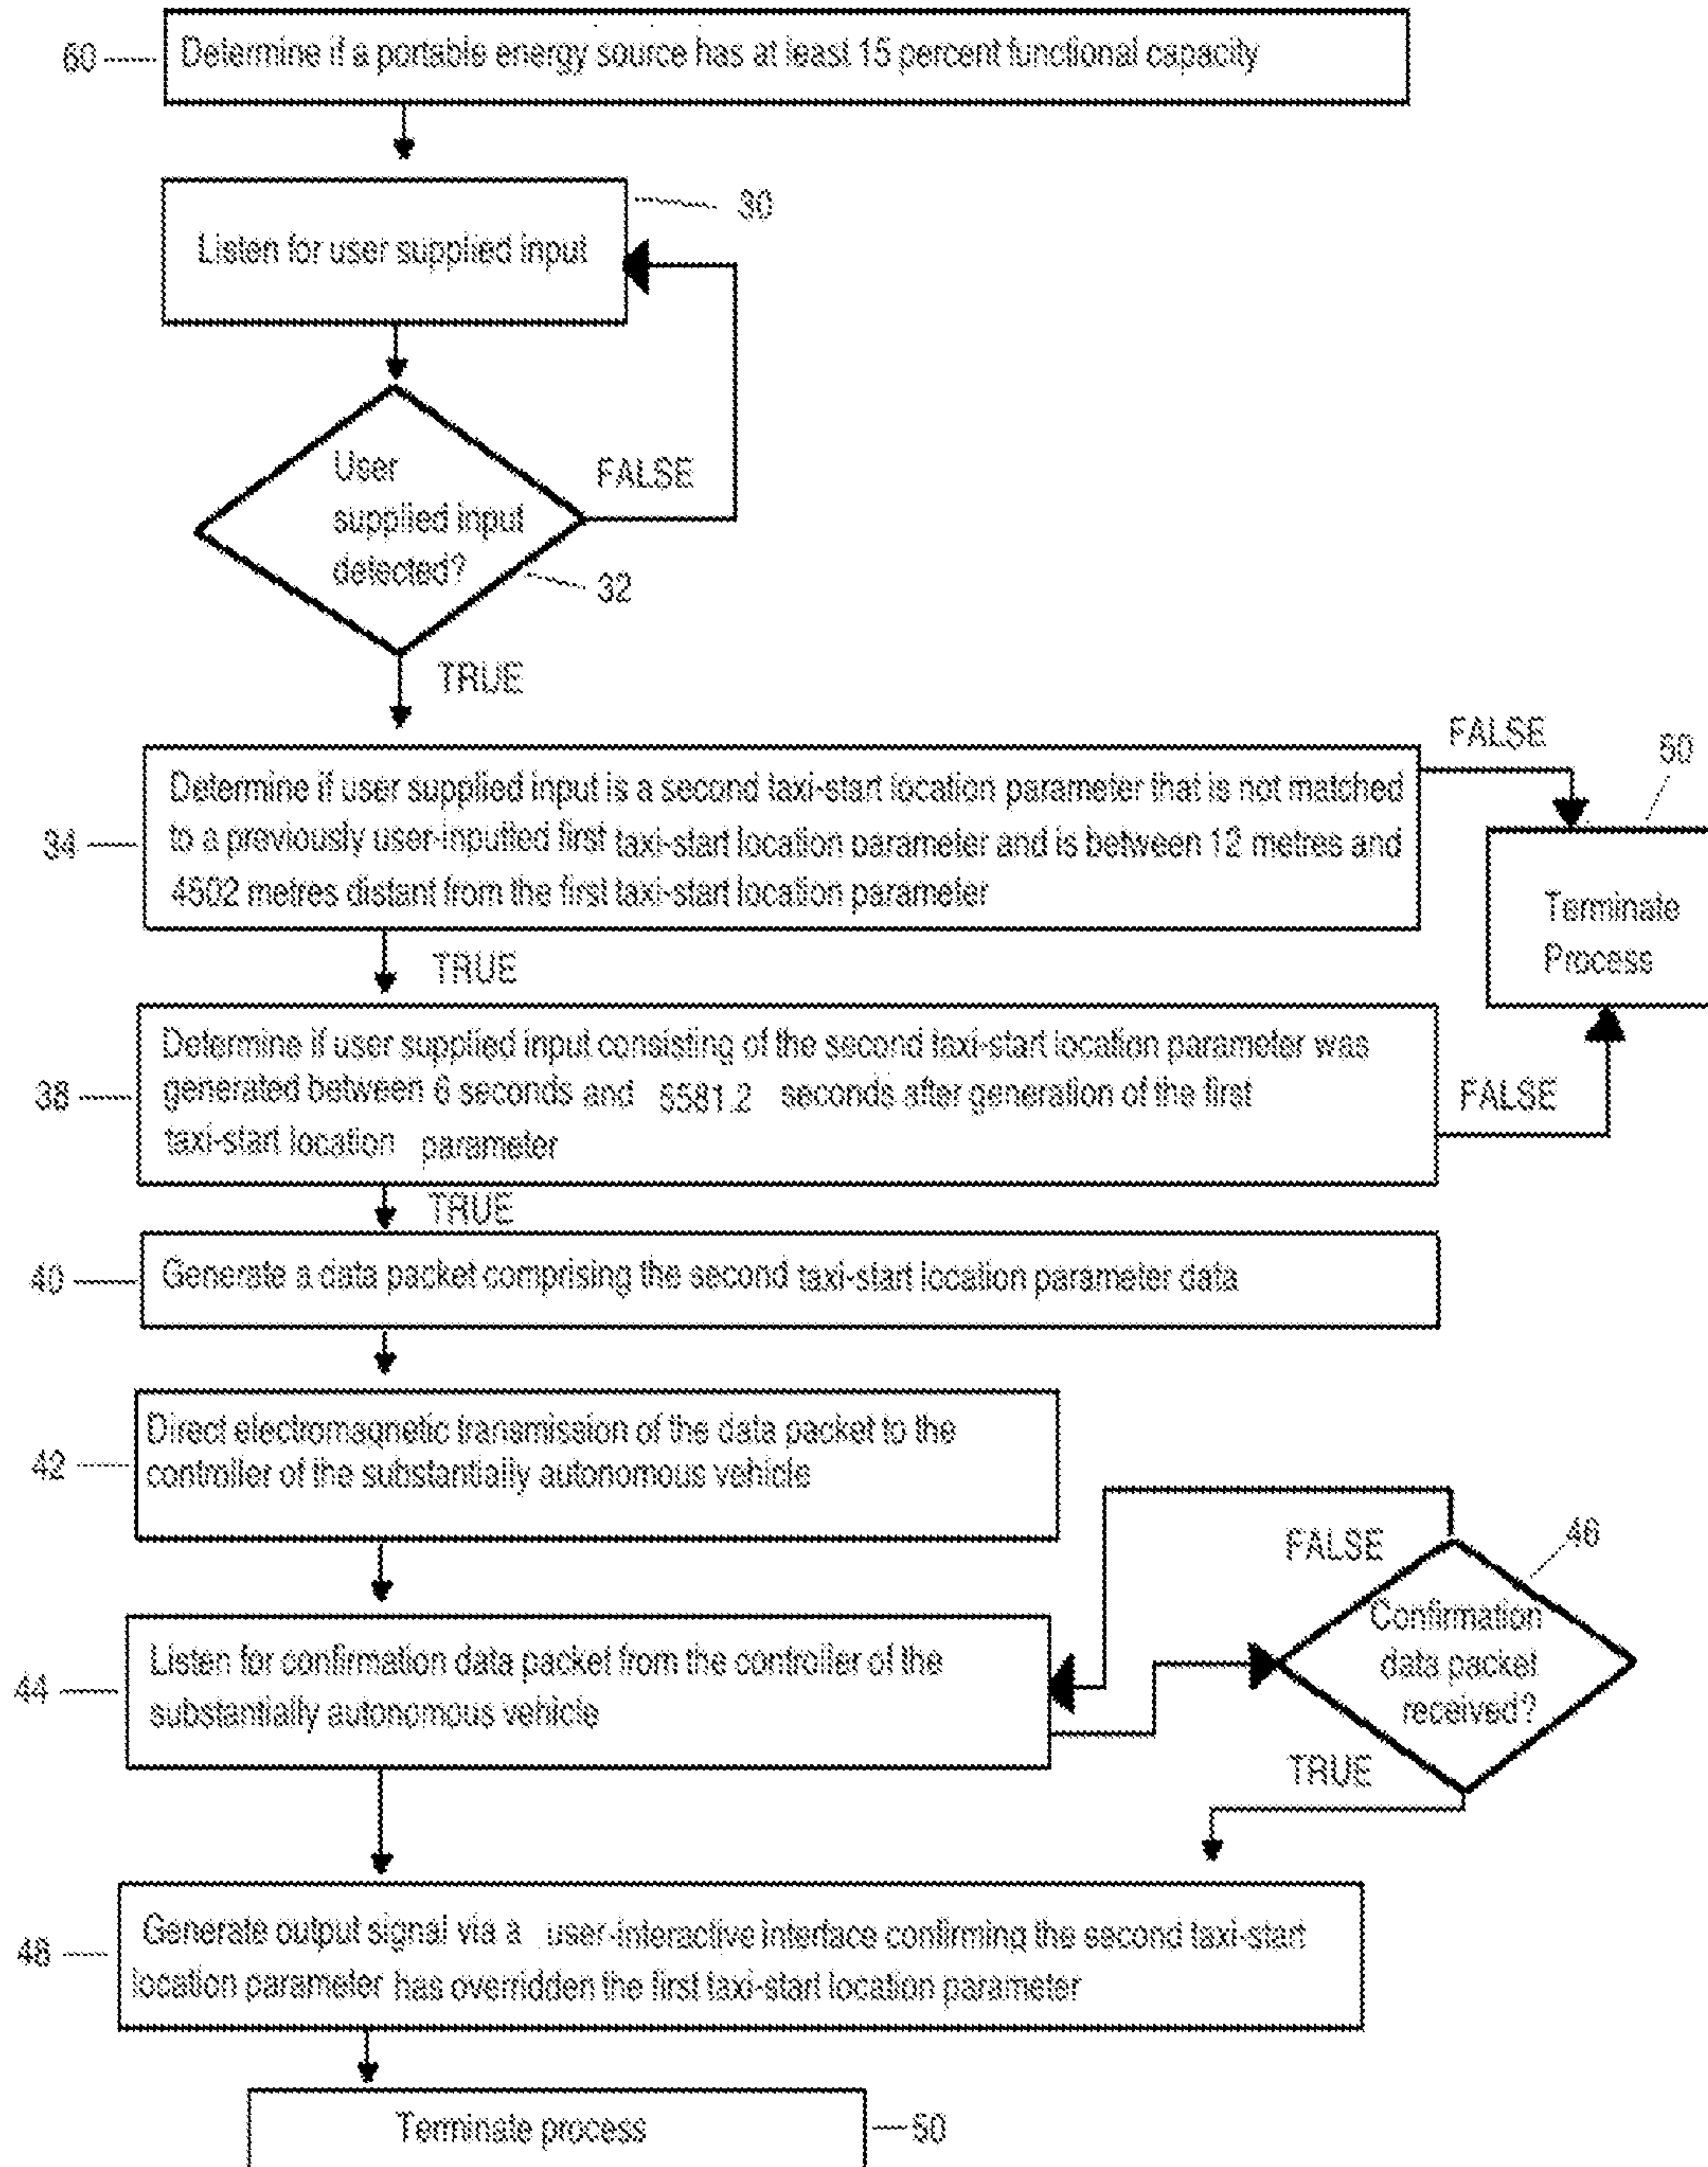 60
Determine if a portable energy source has at least 15 percent functional capacity
30
Listen for user supplied input
User
supplied input
detected?
FALSE
32
TRUE
FALSE
50
34
Determine if user supplied input is a second taxi-start location parameter that is not matched
to a previously user-inputted first taxi-start location parameter and is between 12 metres and
4502 metres distant from the first taxi-start location parameter
Terminate
Process
TRUE
38
Determine if user supplied input consisting of the second taxi-start location parameter was
generated between 6 seconds and 5581.2 seconds after generation of the first
taxi-start location parameter
FALSE
TRUE
40
Generate a data packet comprising the second taxi-start location parameter data
42
Direct electromagnetic transmission of the data packet to the
controller of the substantially autonomous vehicle
FALSE
46
Confirmation
data packet
received?
44
Listen for confirmation data packet from the controller of the
substantially autonomous vehicle
TRUE
48
Generate output signal via a user-interactive interface confirming the second taxi-start
location parameter has overridden the first taxi-start location parameter
Terminate process
50